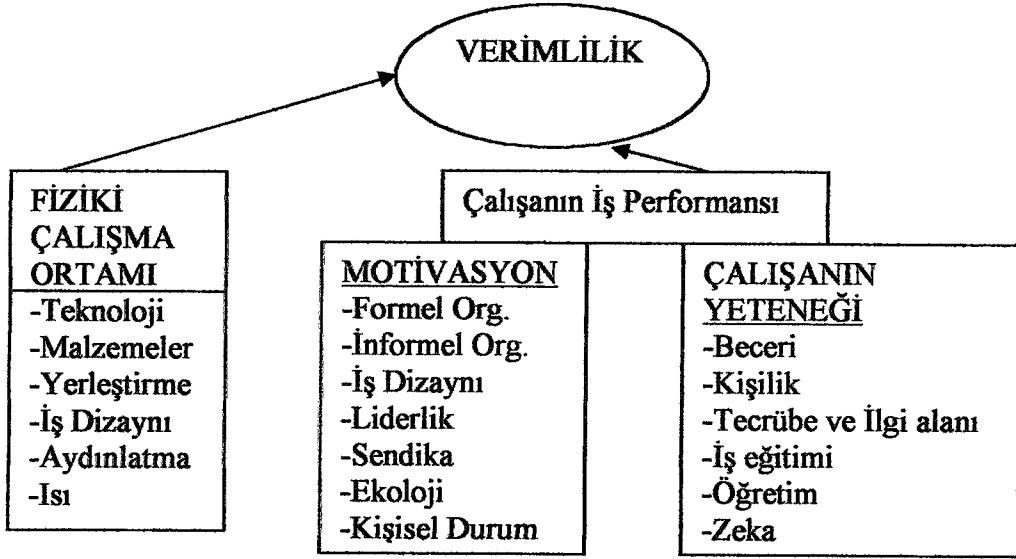 VERİMLİLİK
FİZİKİ
ÇALIŞMA
ORTAMI
-Teknoloji
-Malzemeler
-Yerleştirme
-İş Dizaynı
-Aydınlatma
-Isı
Çalışanın İş Performansı
MOTİVASYON
-Formel Org.
-İnformel Org.
-İş Dizaynı
-Liderlik
-Sendika
-Ekoloji
-Kişisel Durum
ÇALIŞANIN
YETENEĞİ
-Beceri
-Kişilik
-Tecrübe ve İlgi alanı
-İş eğitimi
-Öğretim
-Zeka